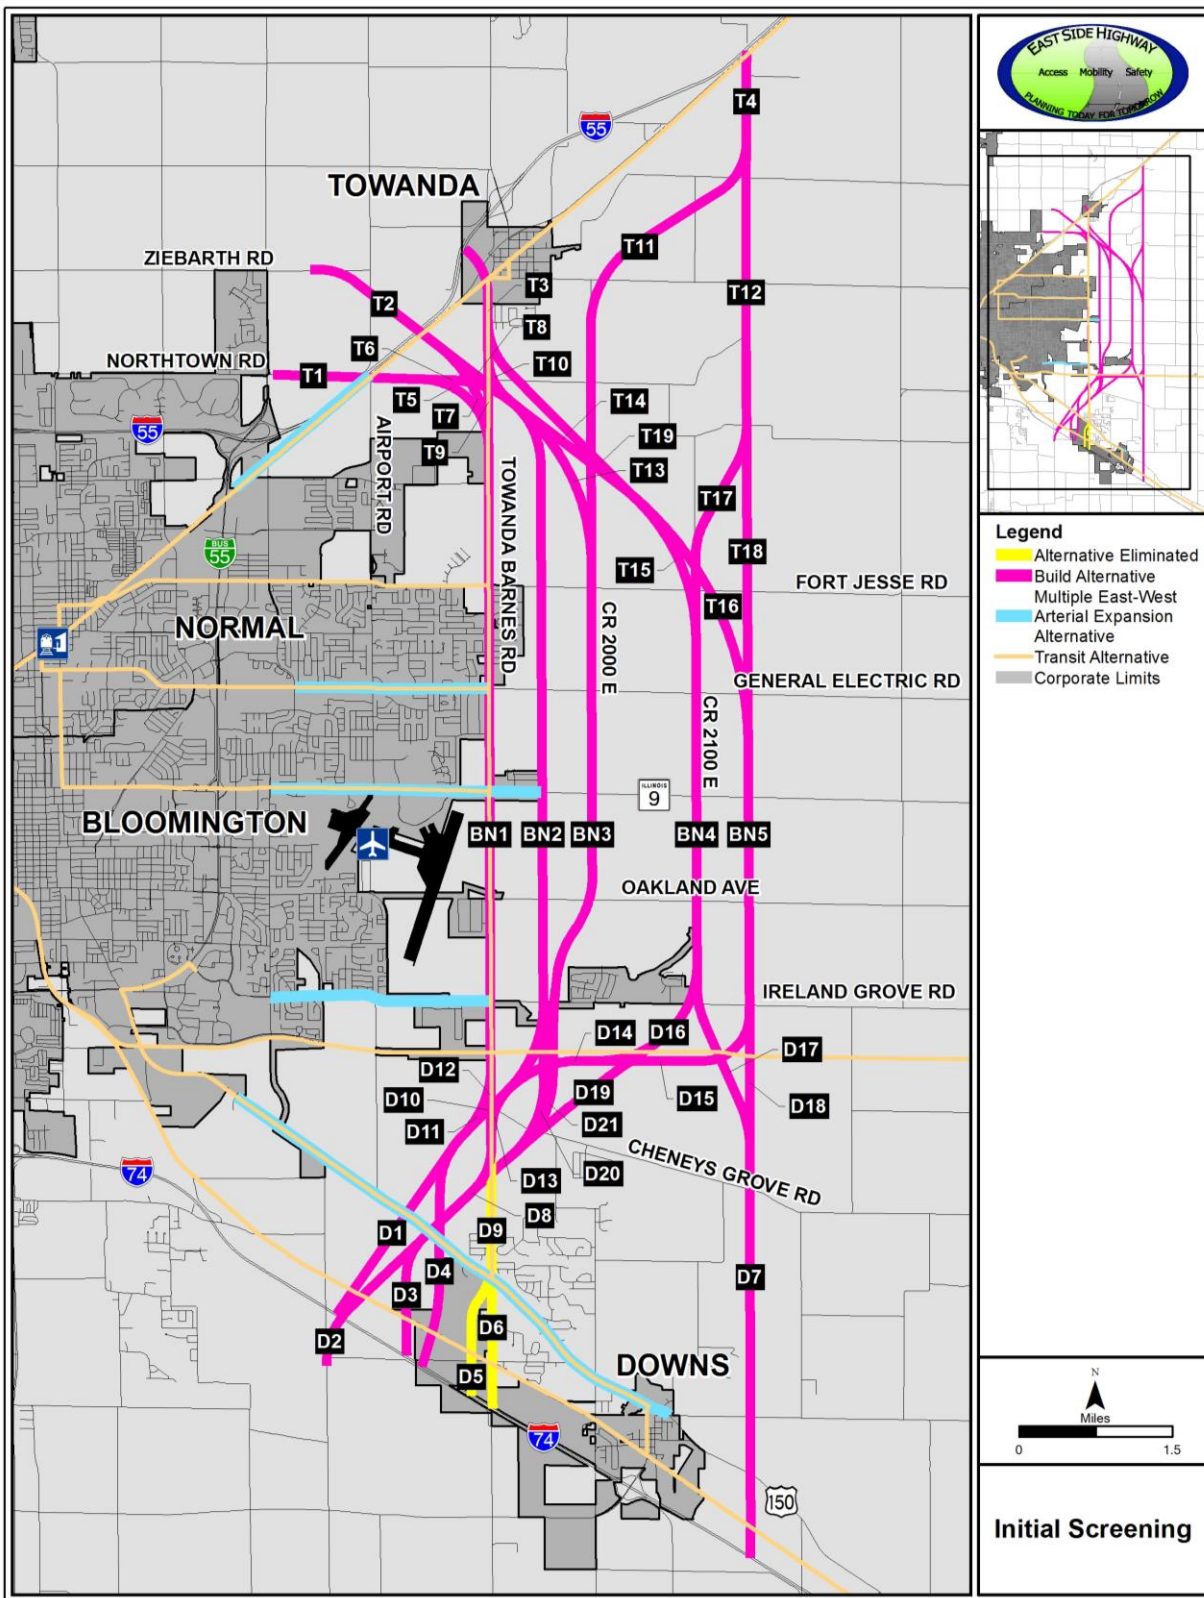 EAST SIDE HIGHWAY
Access Mobility Safety
PLANNING TODAY FOR TOMORROW
T4
55
TOWANDA
T11
ZIEBARTH RD
T3
T12
T2
T8
T6
NORTHTOWN RD
T10
T1
T5
T14
T7
55
T19
T9
T13
AIRPORT RD
TOWANDA BARNES RD
T17
BUS
55
T18
T15
FORT JESSE RD
T16
NORMAL
CR 2000 E
GENERAL ELECTRIC RD
CR 2100 E
ILLINOIS
9
BLOOMINGTON
BN1
BN2
BN3
BN4
BN5
OAKLAND AVE
IRELAND GROVE RD
D14
D16
D17
D12
D19
D10
D15
D18
D11
D21
CHENEYS GROVE RD
74
D13
D20
D8
D1
D9
D4
D7
D3
D6
D2
D5
DOWNS
74
150
Legend
Alternative Eliminated
Build Alternative
Multiple East-West
Arterial Expansion
Alternative
Transit Alternative
Corporate Limits
N
Miles
0 1.5
Initial Screening